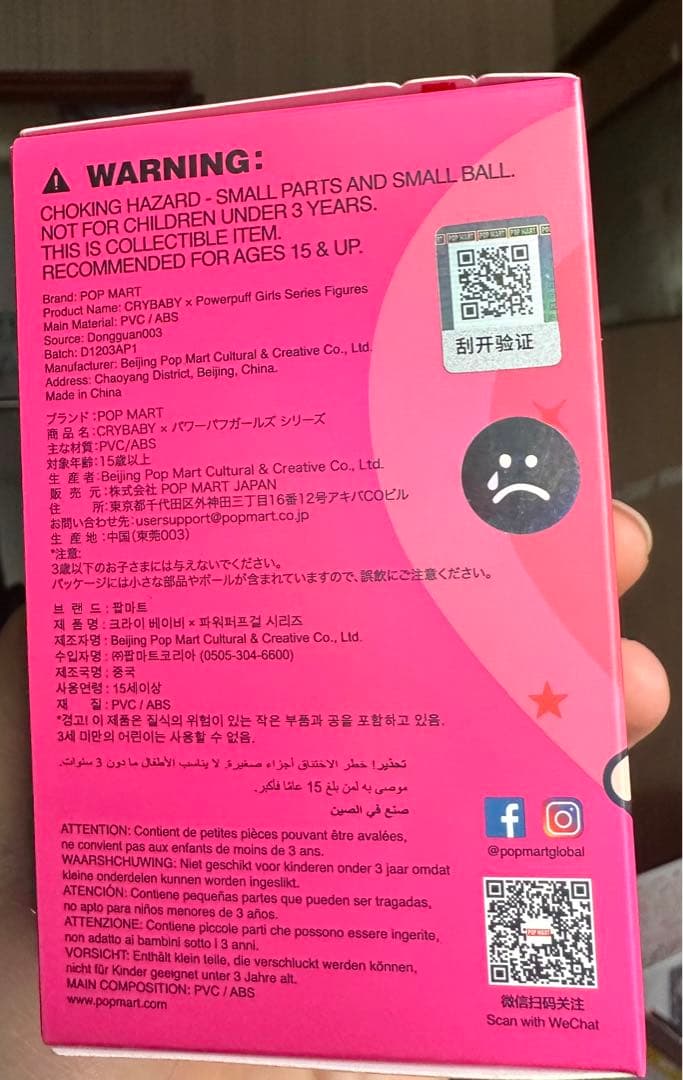 WARNING:
CHOKING HAZARD - SMALL PARTS AND SMALL BALL.
NOT FOR CHILDREN UNDER 3 YEARS.
THIS IS COLLECTIBLE ITEM.
RECOMMENDED FOR AGES 15 & UP.
Brand: POP MART
Product Name: CRYBABY × Powerpuff Girls Series Figures
Main Material: PVC / ABS
Source: Dongguan003
Batch: D1203AP1
Manufacturer: Beijing Pop Mart Cultural & Creative Co., Ltd.
Address: Chaoyang District, Beijing, China.
Made in China
POP MART POP MART
刮开验证
ブランド:POP MART
商品名:CRYBABY × パワーパフガールズ シリーズ
主な材質:PVC/ABS
対象年齢:15歳以上
生産者:Beijing Pop Mart Cultural & Creative Co., Ltd.
販売元:株式会社 POP MART JAPAN
住所:東京都千代田区外神田三丁目16番12号アキバCOビル
お問い合わせ先:usersupport@popmart.co.jp
生産地:中国(東莞003)
*注意:
3歳以下のお子さまには与えないでください。
パッケージには小さな部品やボールが含まれていますので、誤飲にご注意ください。
브 랜 드 : 팝마트
제 품 명 : 크라이 베이비 × 파워퍼프걸 시리즈
제조자명 : Beijing Pop Mart Cultural & Creative Co., Ltd.
수입자명 : ㈜팝마트코리아 (0505-304-6600)
제조국명 : 중국
사용연령 : 15세이상
재 질 : PVC / ABS
*경고! 이 제품은 질식의 위험이 있는 작은 부품과 공을 포함하고 있음.
3세 미만의 어린이는 사용할 수 없음.
تحذير! خطر الاختناق أجزاء صغيرة. لا يناسب الأطفال ما دون 3 سنوات.
موصى به لمن بلغ 15 عامًا فأكبر.
صنع في الصين
ATTENTION: Contient de petites pièces pouvant être avalées,
ne convient pas aux enfants de moins de 3 ans.
WAARSHCHUWING: Niet geschikt voor kinderen onder 3 jaar omdat
kleine onderdelen kunnen worden ingeslikt.
ATENCIÓN: Contiene pequeñas partes que pueden ser tragadas,
no apto para niños menores de 3 años.
ATTENZIONE: Contiene piccole parti che possono essere ingerite,
non adatto ai bambini sotto I 3 anni.
VORSICHT: Enthält klein teile, die verschluckt werden können,
nicht für Kinder geeignet unter 3 Jahre alt.
MAIN COMPOSITION: PVC / ABS
www.popmart.com
@popmartglobal
POP MART
微信扫码关注
Scan with WeChat